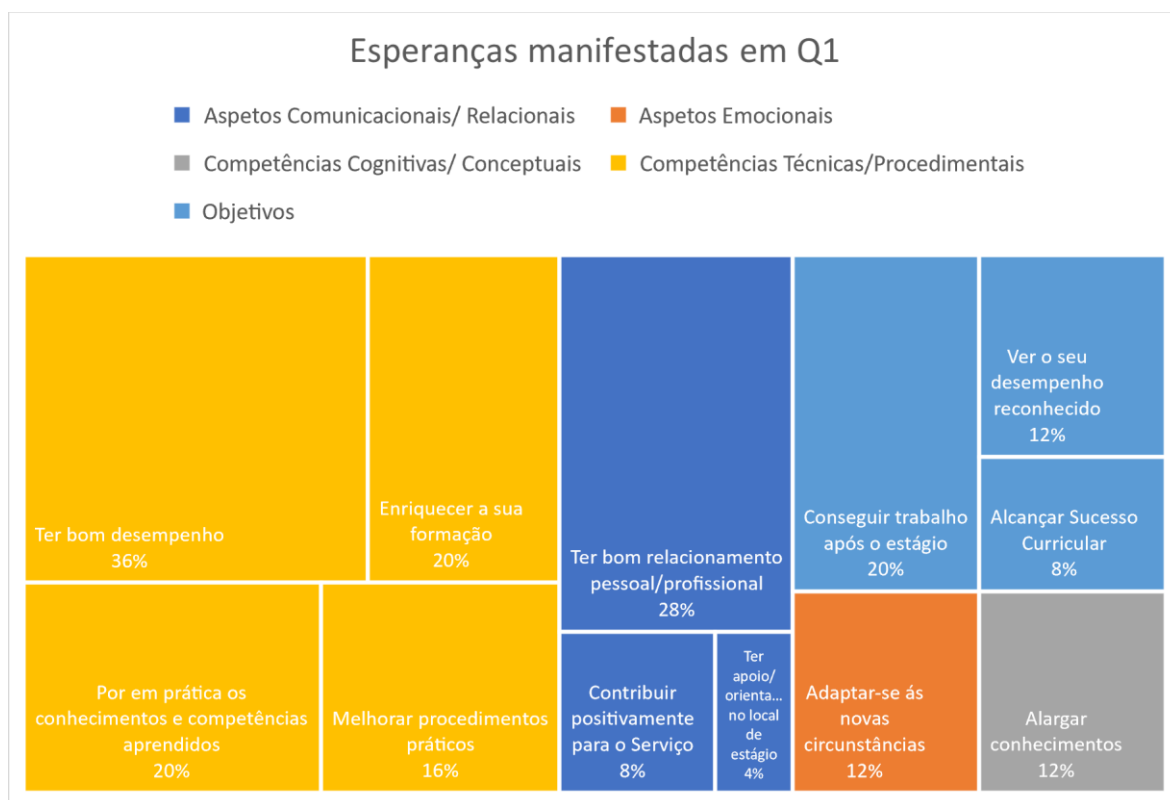 Esperanças manifestadas em Q1
Aspetos Comunicacionais/ Relacionais
Aspetos Emocionais
Competências Cognitivas/ Conceptuais
Competências Técnicas/Procedimentais
Objetivos
Ter bom desempenho
36%
Enriquecer a sua
formação
20%
Por em prática os
conhecimentos e competências
aprendidos
20%
Melhorar procedimentos
práticos
16%
Ter bom relacionamento
pessoal/profissional
28%
Contribuir
positivamente
para o Serviço
8%
Ter
apoio/
orienta...
no local
de
estágio
4%
Conseguir trabalho
após o estágio
20%
Ver o seu
desempenho
reconhecido
12%
Alcançar Sucesso
Curricular
8%
Adaptar-se ás
novas
circunstâncias
12%
Alargar
conhecimentos
12%